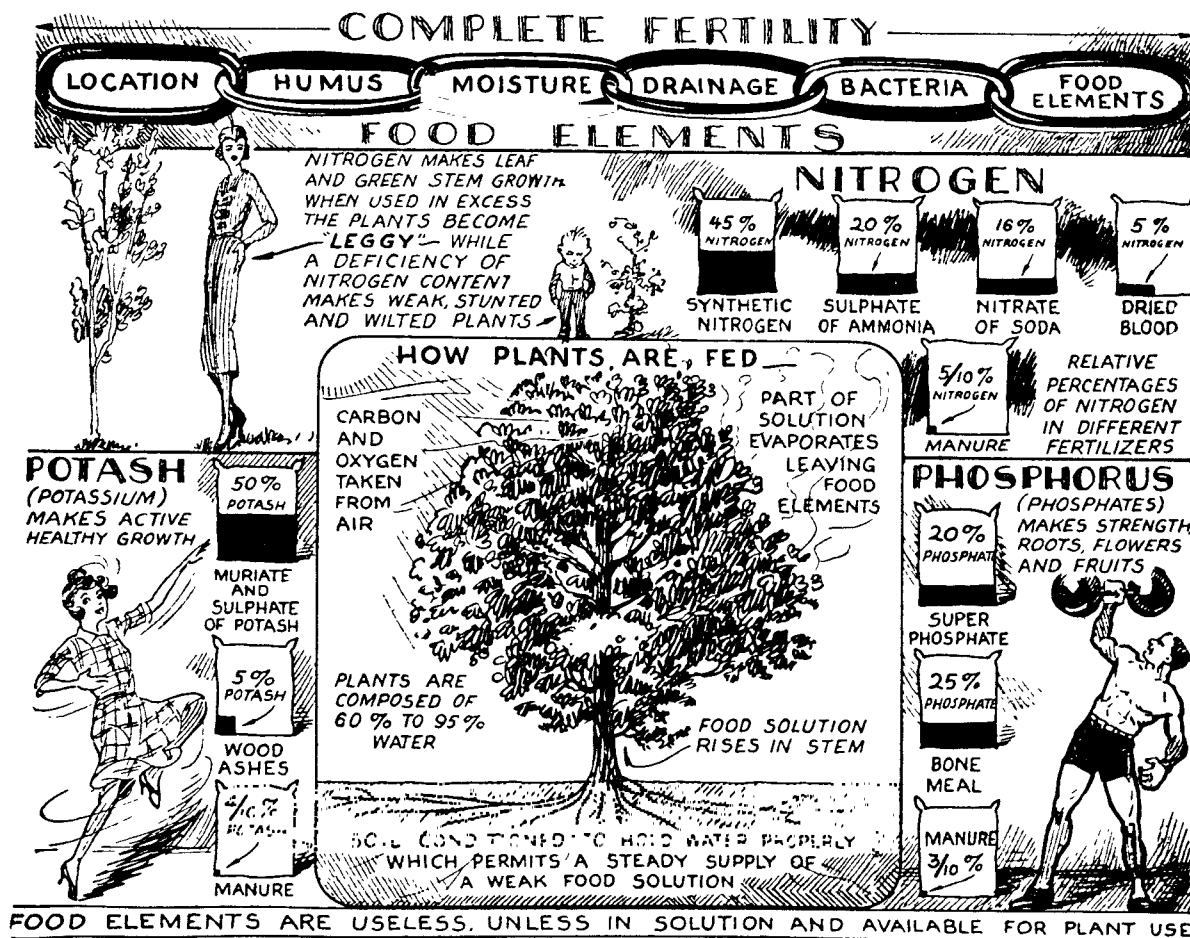 COMPLETE FERTILITY
LOCATION
HUMUS
MOISTURE
DRAINAGE
BACTERIA
FOOD
ELEMENTS
FOOD ELEMENTS
NITROGEN MAKES LEAF
AND GREEN STEM GROWTH
WHEN USED IN EXCESS
THE PLANTS BECOME
"LEGGY" - WHILE
A DEFICIENCY OF
NITROGEN CONTENT
MAKES WEAK, STUNTED
AND WILTED PLANTS
NITROGEN
45%
NITROGEN
SYNTHETIC
NITROGEN
20%
NITROGEN
SULPHATE
OF AMMONIA
16%
NITROGEN
NITRATE
OF SODA
5%
NITROGEN
DRIED
BLOOD
5/10%
NITROGEN
MANURE
RELATIVE
PERCENTAGES
OF NITROGEN
IN DIFFERENT
FERTILIZERS
HOW PLANTS ARE FED
CARBON
AND
OXYGEN
TAKEN
FROM
AIR
PART OF
SOLUTION
EVAPORATES
LEAVING
FOOD
ELEMENTS
PLANTS ARE
COMPOSED OF
60% TO 95%
WATER
FOOD SOLUTION
RISES IN STEM
SOIL CONDITIONED TO HOLD WATER PROPERLY
WHICH PERMITS A STEADY SUPPLY OF
A WEAK FOOD SOLUTION
POTASH
(POTASSIUM)
MAKES ACTIVE
HEALTHY GROWTH
50%
POTASH
MURIATE
AND
SULPHATE
OF POTASH
5%
POTASH
WOOD
ASHES
POTASH
MANURE
PHOSPHORUS
(PHOSPHATES)
MAKES STRENGTH
ROOTS, FLOWERS
AND FRUITS
20%
PHOSPHATE
SUPER
PHOSPHATE
25%
PHOSPHATE
BONE
MEAL
MANURE
3/10%
FOOD ELEMENTS ARE USELESS, UNLESS IN SOLUTION AND AVAILABLE FOR PLANT USE